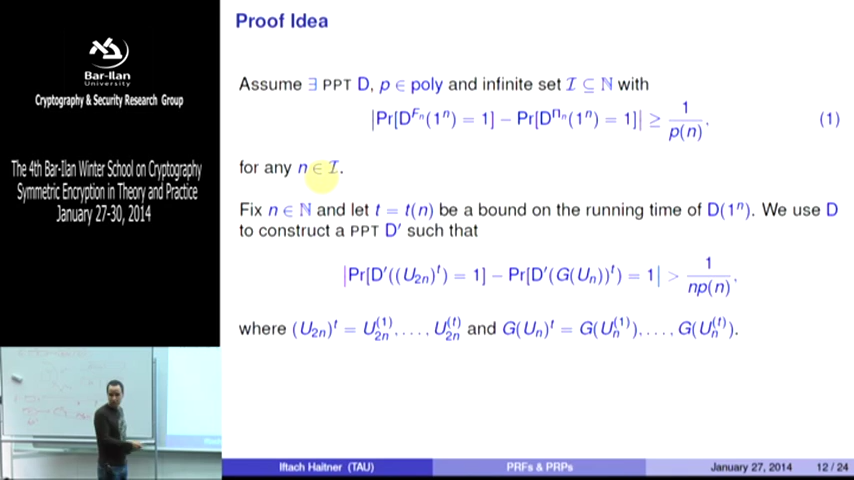 Bar-Ilan
University
Cryptography & Security Research Group
The 4th Bar-Ilan Winter School on Cryptography
Symmetric Encryption in Theory and Practice
January 27-30, 2014
Proof Idea
Assume ∃ PPT D, p ∈ poly and infinite set ℐ ⊆ ℕ with
|Pr[D^{F_n}(1^n) = 1] − Pr[D^{Π_n}(1^n) = 1]| ≥ 1/p(n), (1)
for any n ∈ ℐ.
Fix n ∈ ℕ and let t = t(n) be a bound on the running time of D(1^n). We use D
to construct a PPT D′ such that
|Pr[D′((U_{2n})^t) = 1] − Pr[D′(G(U_n))^t) = 1| > 1/np(n),
where (U_{2n})^t = U_{2n}^{(1)}, . . . , U_{2n}^{(t)} and G(U_n)^t = G(U_n^{(1)}), . . . , G(U_n^{(t)}).
Iftach Haitner (TAU) PRFs & PRPs January 27, 2014 12 / 24